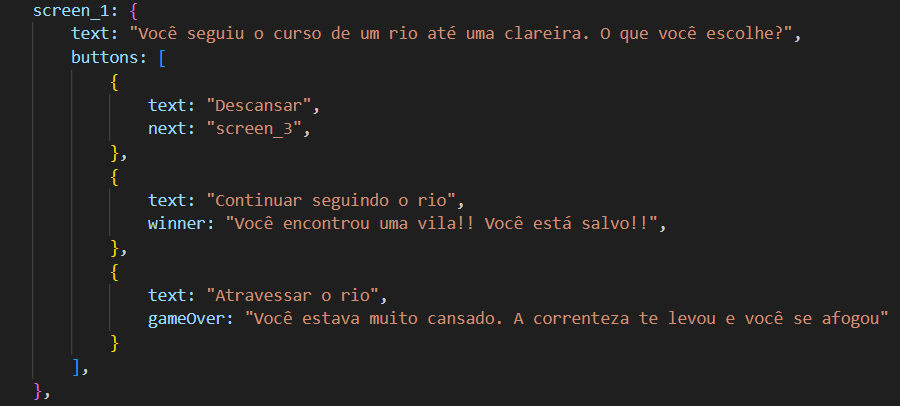 screen_1: {
text: "Você seguiu o curso de um rio até uma clareira. O que você escolhe?",
buttons: [
{
text: "Descansar",
next: "screen_3",
},
{
text: "Continuar seguindo o rio",
winner: "Você encontrou uma vila!! Você está salvo!!",
},
{
text: "Atravessar o rio",
gameOver: "Você estava muito cansado. A correnteza te levou e você se afogou"
}
],
},